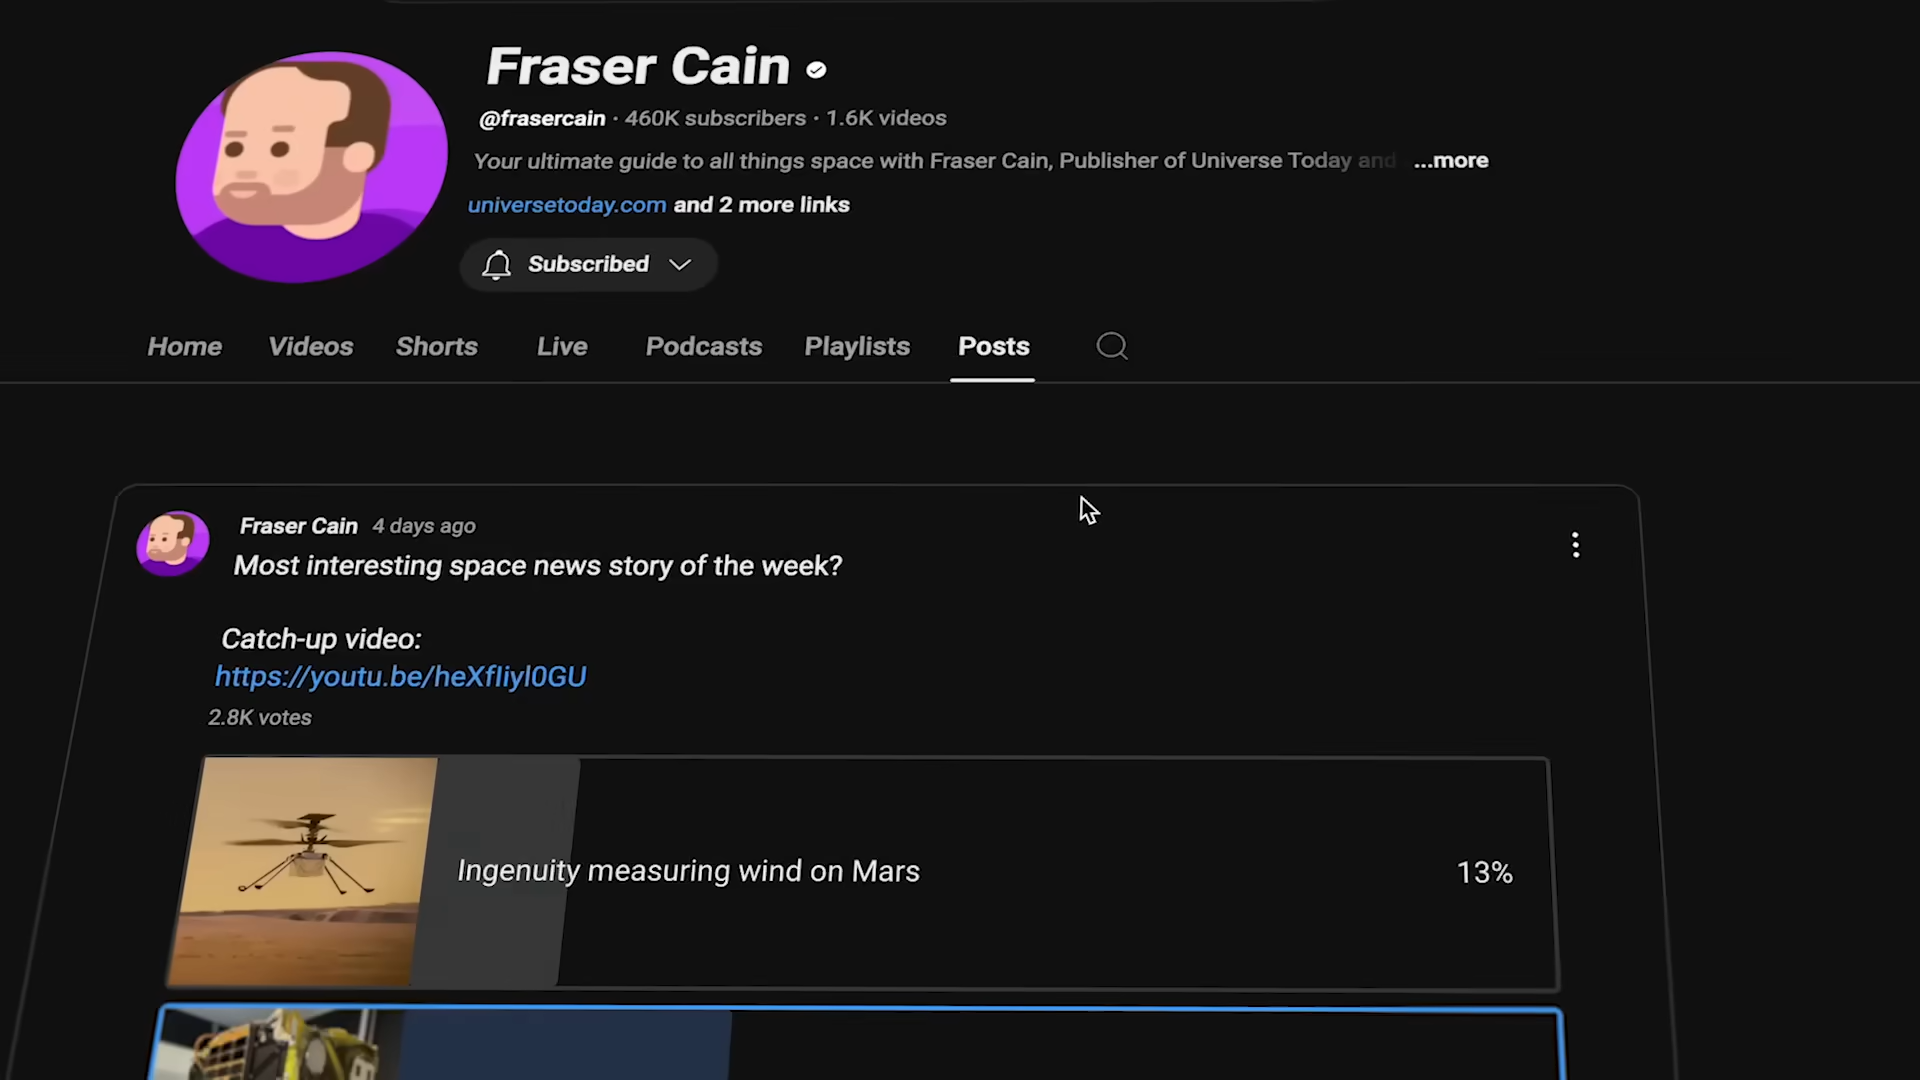 Fraser Cain
@frasercain · 460K subscribers · 1.6K videos
Your ultimate guide to all things space with Fraser Cain, Publisher of Universe Today and ...more
universetoday.com and 2 more links
Subscribed
Home Videos Shorts Live Podcasts Playlists Posts
Fraser Cain 4 days ago
Most interesting space news story of the week?
Catch-up video:
https://youtu.be/heXfIiyl0GU
2.8K votes
Ingenuity measuring wind on Mars 13%